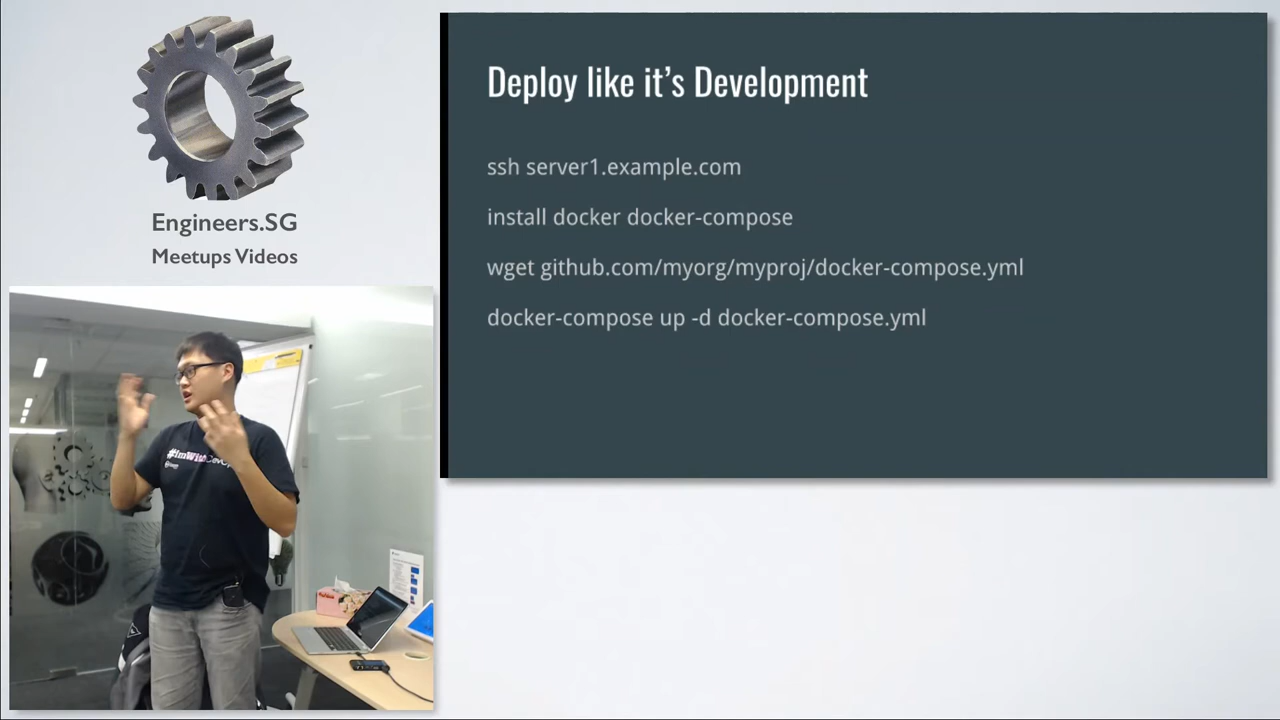 Engineers.SG
Meetups Videos
Deploy like it's Development
ssh server1.example.com
install docker docker-compose
wget github.com/myorg/myproj/docker-compose.yml
docker-compose up -d docker-compose.yml